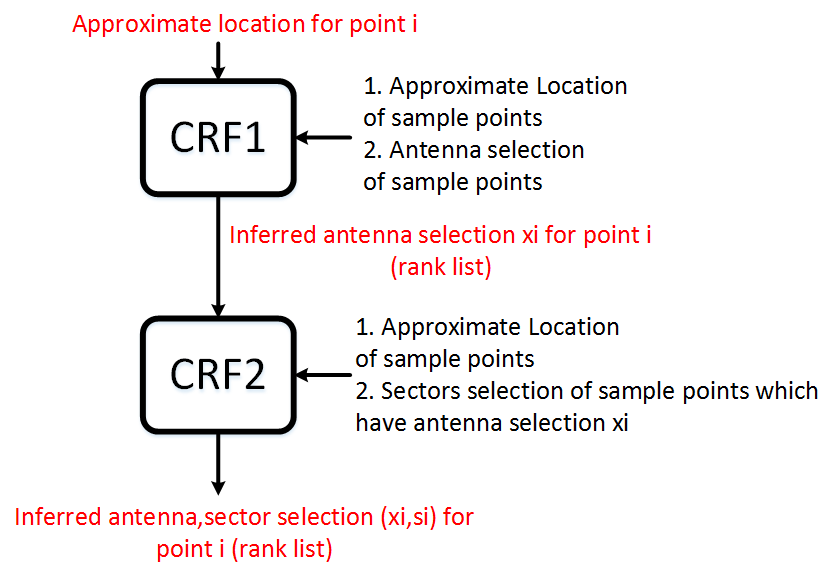 Approximate location for point i
CRF1
1. Approximate Location
of sample points
2. Antenna selection
of sample points
Inferred antenna selection xi for point i
(rank list)
CRF2
1. Approximate Location
of sample points
2. Sectors selection of sample points which
have antenna selection xi
Inferred antenna,sector selection (xi,si) for
point i (rank list)